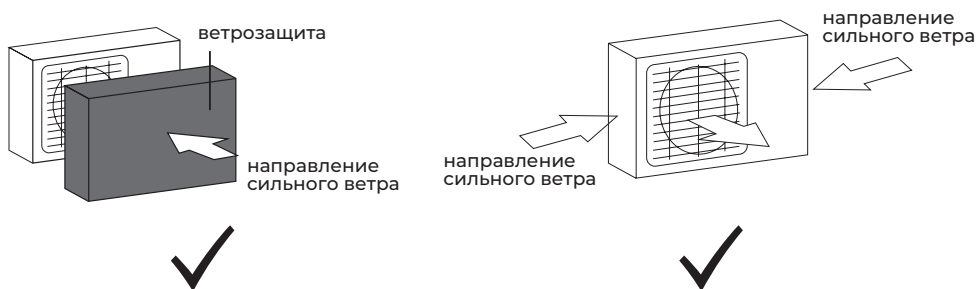 ветрозащита
направление
сильного ветра
направление
сильного ветра
направление
сильного ветра